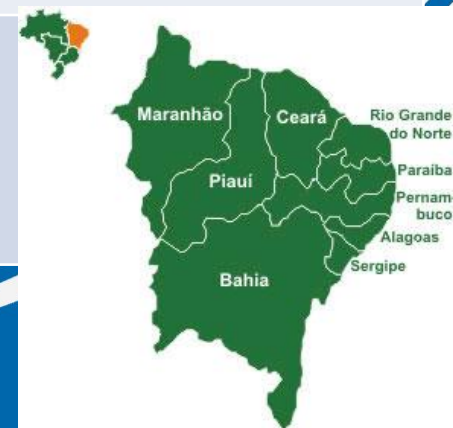 Maranhão
Ceará
Rio Grande
do Norte
Piauí
Paraíba
Pernam-
buco
Alagoas
Sergipe
Bahia